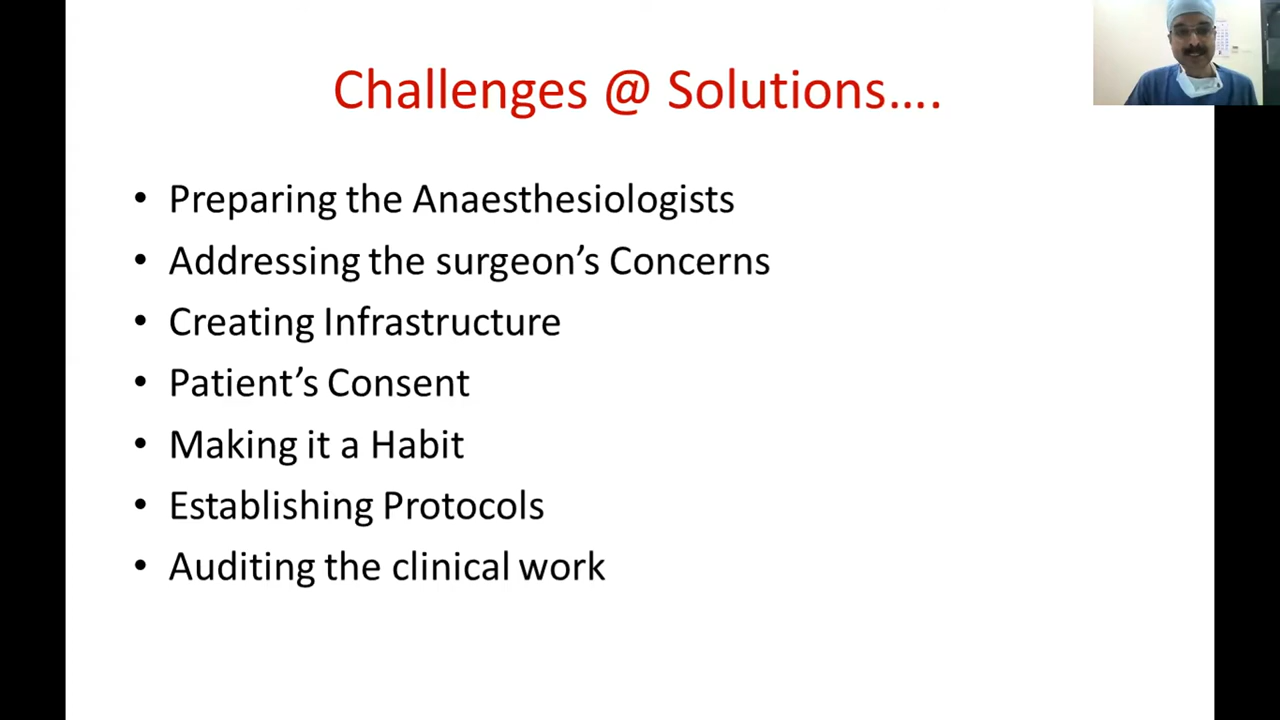 Challenges @ Solutions….
• Preparing the Anaesthesiologists
• Addressing the surgeon’s Concerns
• Creating Infrastructure
• Patient’s Consent
• Making it a Habit
• Establishing Protocols
• Auditing the clinical work